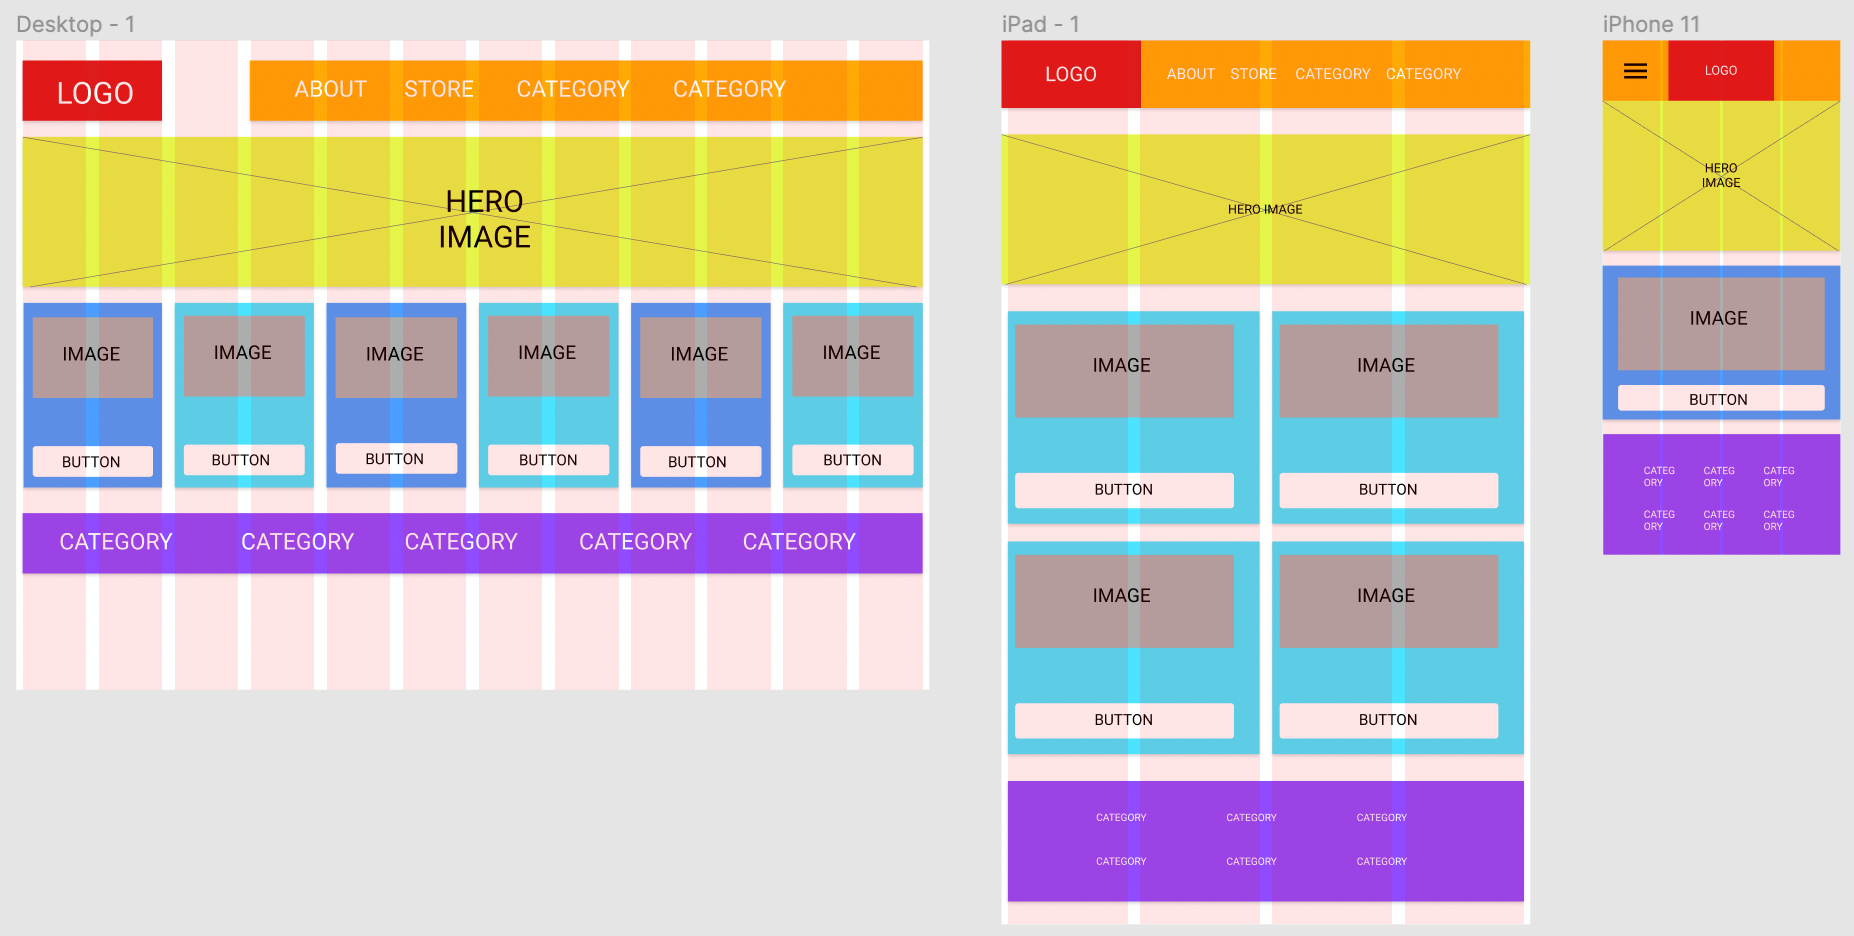 Desktop - 1
LOGO
ABOUT STORE CATEGORY CATEGORY
HERO
IMAGE
IMAGE IMAGE IMAGE IMAGE IMAGE IMAGE
BUTTON BUTTON BUTTON BUTTON BUTTON BUTTON
CATEGORY CATEGORY CATEGORY CATEGORY CATEGORY
iPad - 1
LOGO
ABOUT STORE CATEGORY CATEGORY
HERO IMAGE
IMAGE IMAGE
BUTTON BUTTON
IMAGE IMAGE
BUTTON BUTTON
CATEGORY CATEGORY CATEGORY
CATEGORY CATEGORY CATEGORY
iPhone 11
LOGO
HERO
IMAGE
IMAGE
BUTTON
CATEG CATEG CATEG
ORY ORY ORY
CATEG CATEG CATEG
ORY ORY ORY